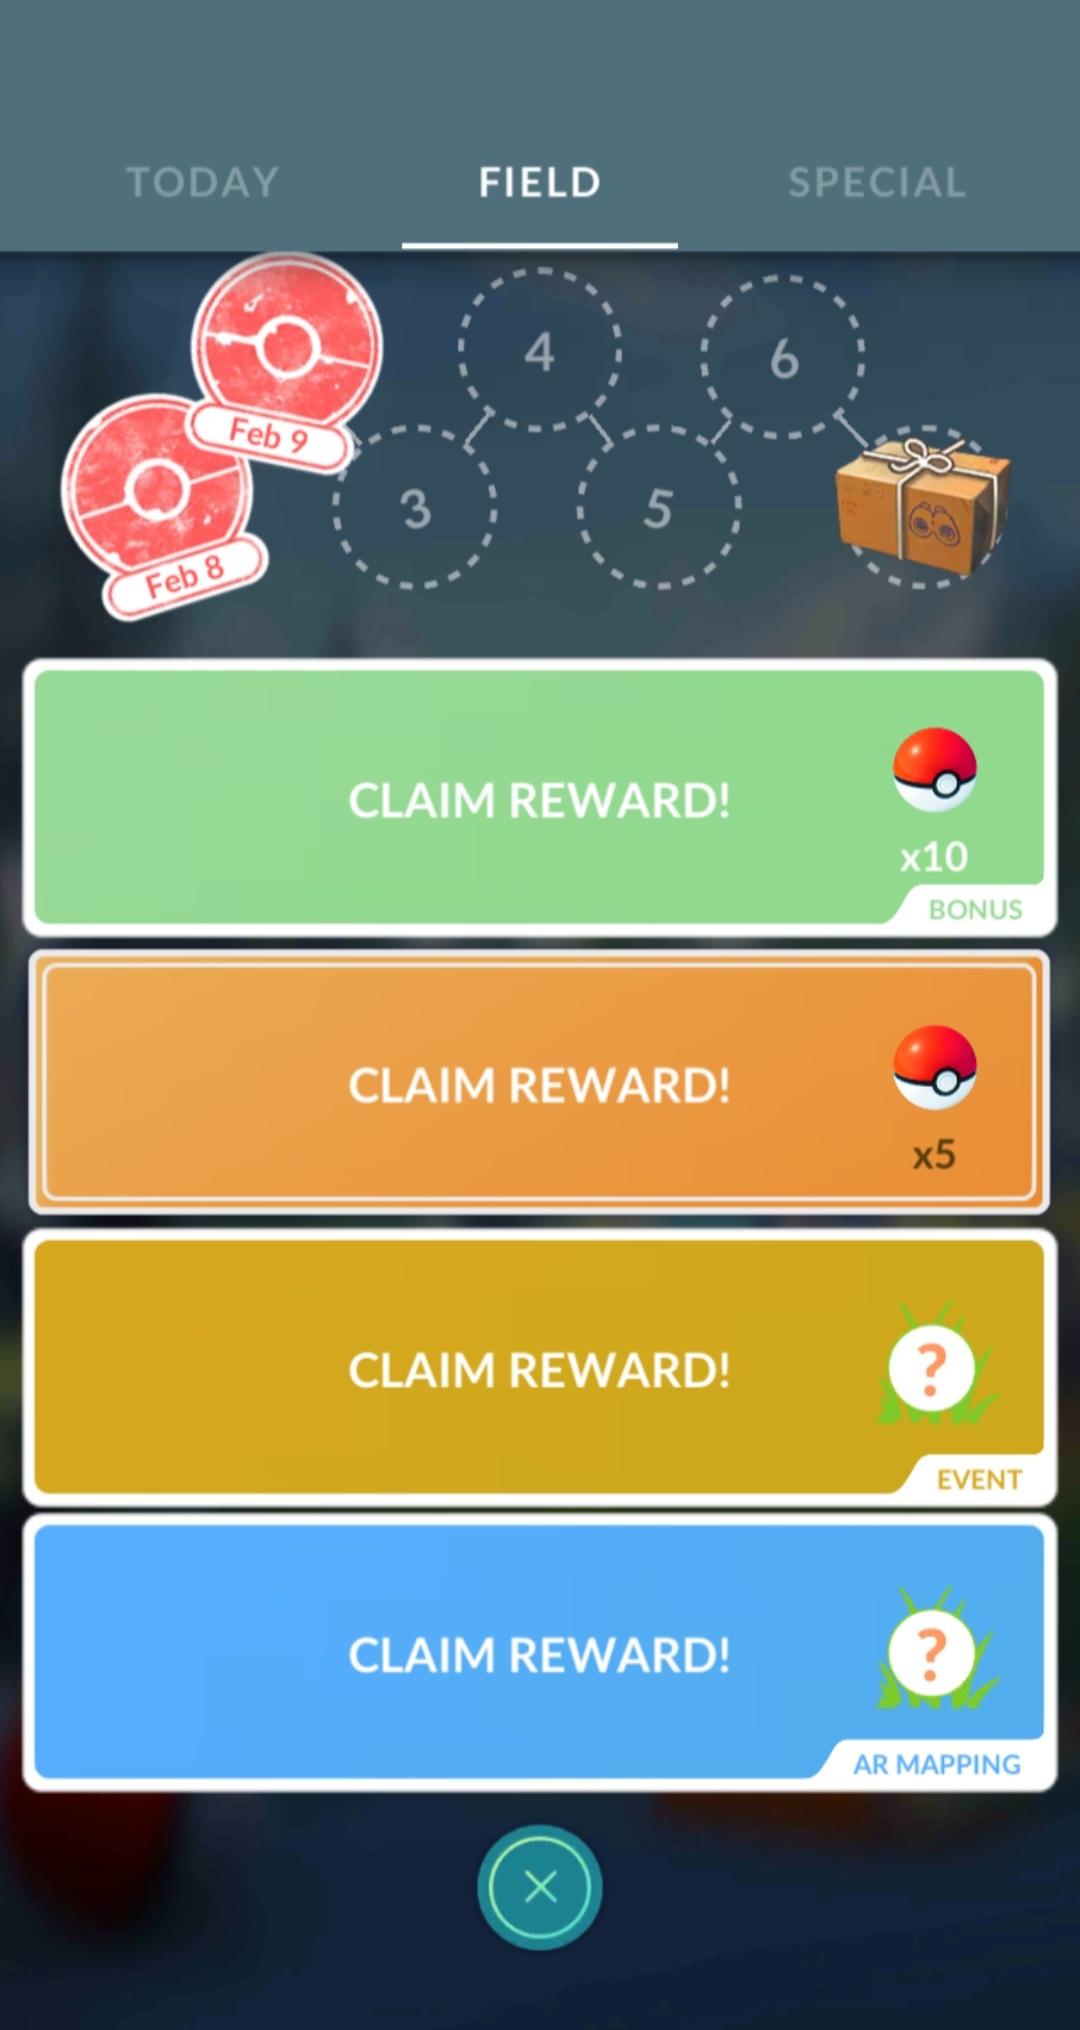 TODAY FIELD SPECIAL
Feb 9
4
6
Feb 8
3
5
CLAIM REWARD!
x10
BONUS
CLAIM REWARD!
x5
CLAIM REWARD!
?
EVENT
CLAIM REWARD!
?
AR MAPPING